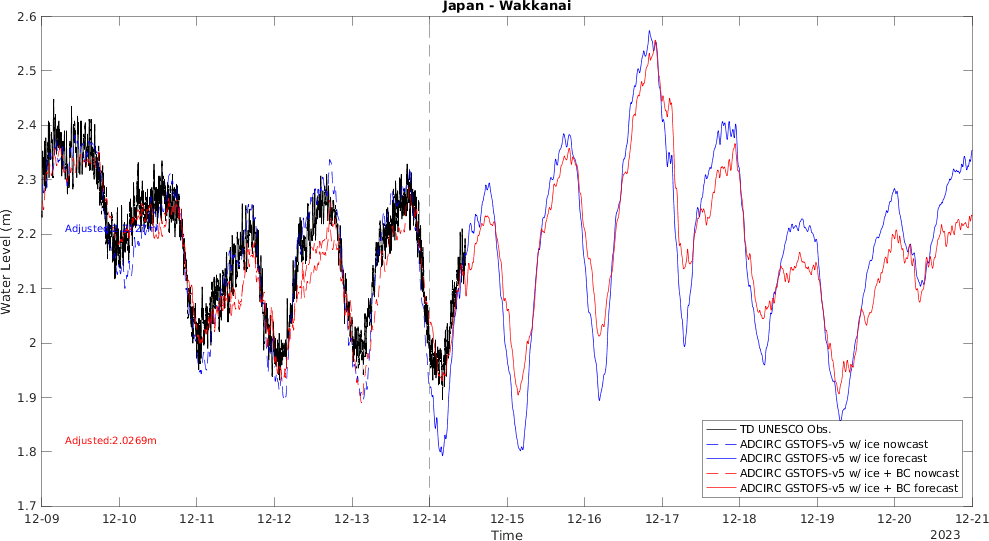 Japan - Wakkanai
Water Level (m)
2.6
2.5
2.4
2.3
2.2
2.1
2
1.9
1.8
1.7
Adjusted:
Adjusted:2.0269m
TD UNESCO Obs.
ADCIRC GSTOFS-v5 w/ ice nowcast
ADCIRC GSTOFS-v5 w/ ice forecast
ADCIRC GSTOFS-v5 w/ ice + BC nowcast
ADCIRC GSTOFS-v5 w/ ice + BC forecast
12-09 12-10 12-11 12-12 12-13 12-14 12-15 12-16 12-17 12-18 12-19 12-20 12-21
Time
2023